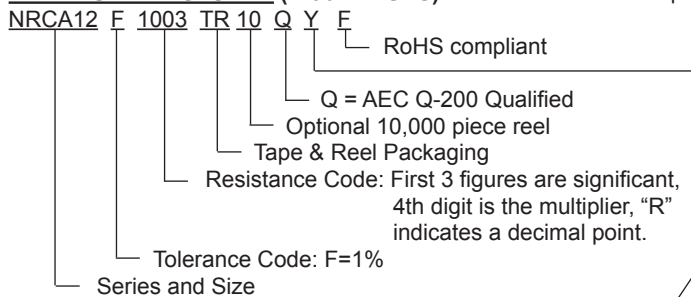 NRCA12 F 1003 TR 10 Q Y F
RoHS compliant
Q = AEC Q-200 Qualified
Optional 10,000 piece reel
Tape & Reel Packaging
Resistance Code: First 3 figures are significant,
4th digit is the multiplier, “R”
indicates a decimal point.
Tolerance Code: F=1%
Series and Size